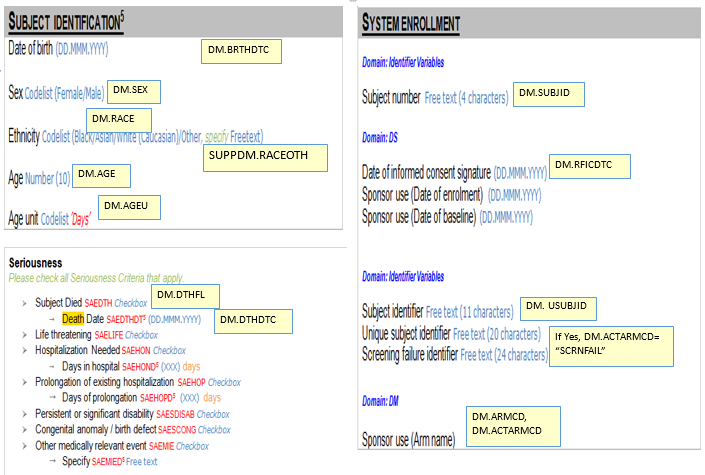 SUBJECT IDENTIFICATION5
Date of birth (DD.MMM.YYYY)
DM.BRTHDTC
Sex Codelist (Female/Male)
DM.SEX
DM.RACE
Ethnicity Codelist (Black/Asian/White (Caucasian)/Other, specify Freetext)
SUPPDM.RACEOTH
Age Number (10)
DM.AGE
DM.AGEU
Age unit Codelist 'Days'
Seriousness
Please check all Seriousness Criteria that apply.
Subject Died SAEDTH Checkbox
DM.DTHFL
→ Death Date SAEDTHDTS (DD.MMM.YYYY)
DM.DTHDTC
Life threatening SAELIFE Checkbox
Hospitalization Needed SAEHON Checkbox
→ Days in hospital SAEHONDS (XXX) days
Prolongation of existing hospitalization SAEHOP Checkbox
→ Days of prolongation SAEHOPDS (XXX) days
Persistent or significant disability SAESDISAB Checkbox
Congenital anomaly / birth defect SAESCONG Checkbox
Other medically relevant event SAEMIE Checkbox
→ Specify SAEMIEDS Free text
SYSTEM ENROLLMENT
Domain: Identifier Variables
Subject number Free text (4 characters)
DM.SUBJID
Domain: DS
Date of informed consent signature (DD.MMM.YYYY)
DM.RFICDTC
Sponsor use (Date of enrolment) (DD.MMM.YYYY)
Sponsor use (Date of baseline) (DD.MMM.YYYY)
Domain: Identifier Variables
Subject identifier Free text (11 characters)
DM. USUBJID
Unique subject identifier Free text (20 characters)
Screening failure identifier Free text (24 characters)
If Yes, DM.ACTARMCD=
"SCRNFAIL"
Domain: DM
DM.ARMCD,
DM.ACTARMCD
Sponsor use (Arm name)